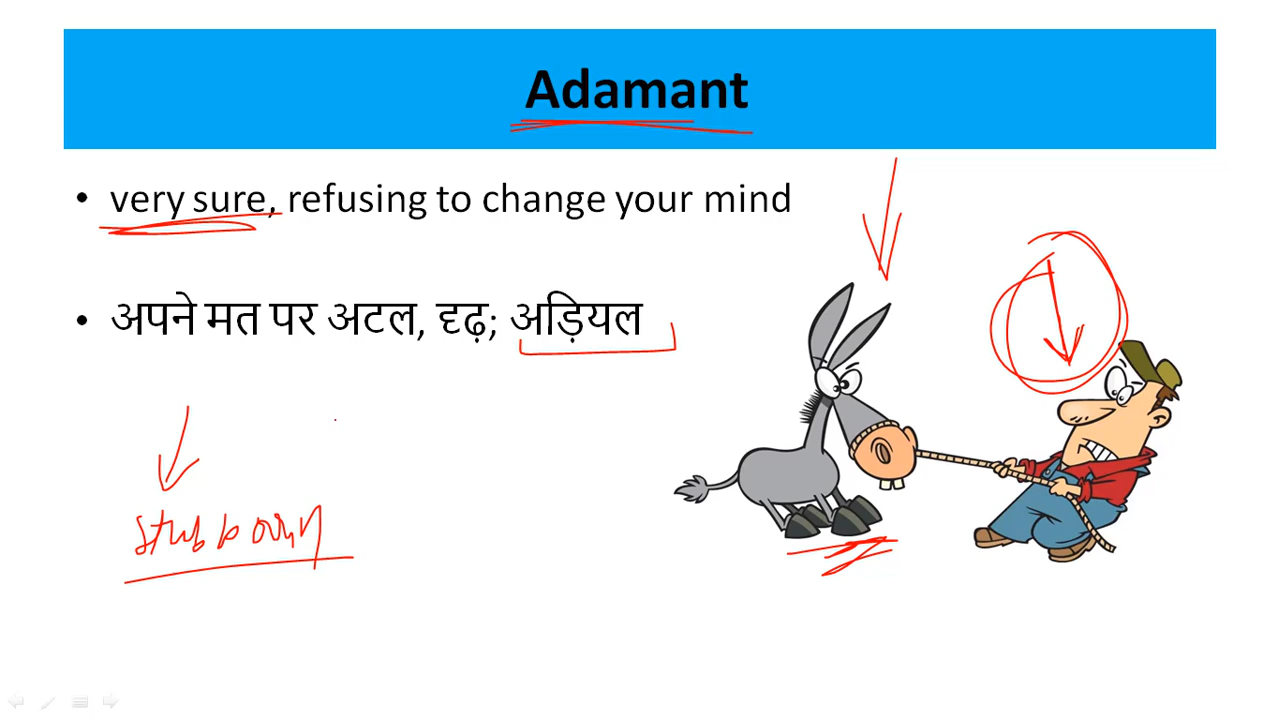 Adamant
• very sure, refusing to change your mind
• अपने मत पर अटल, दृढ़; अड़ियल
stubborn